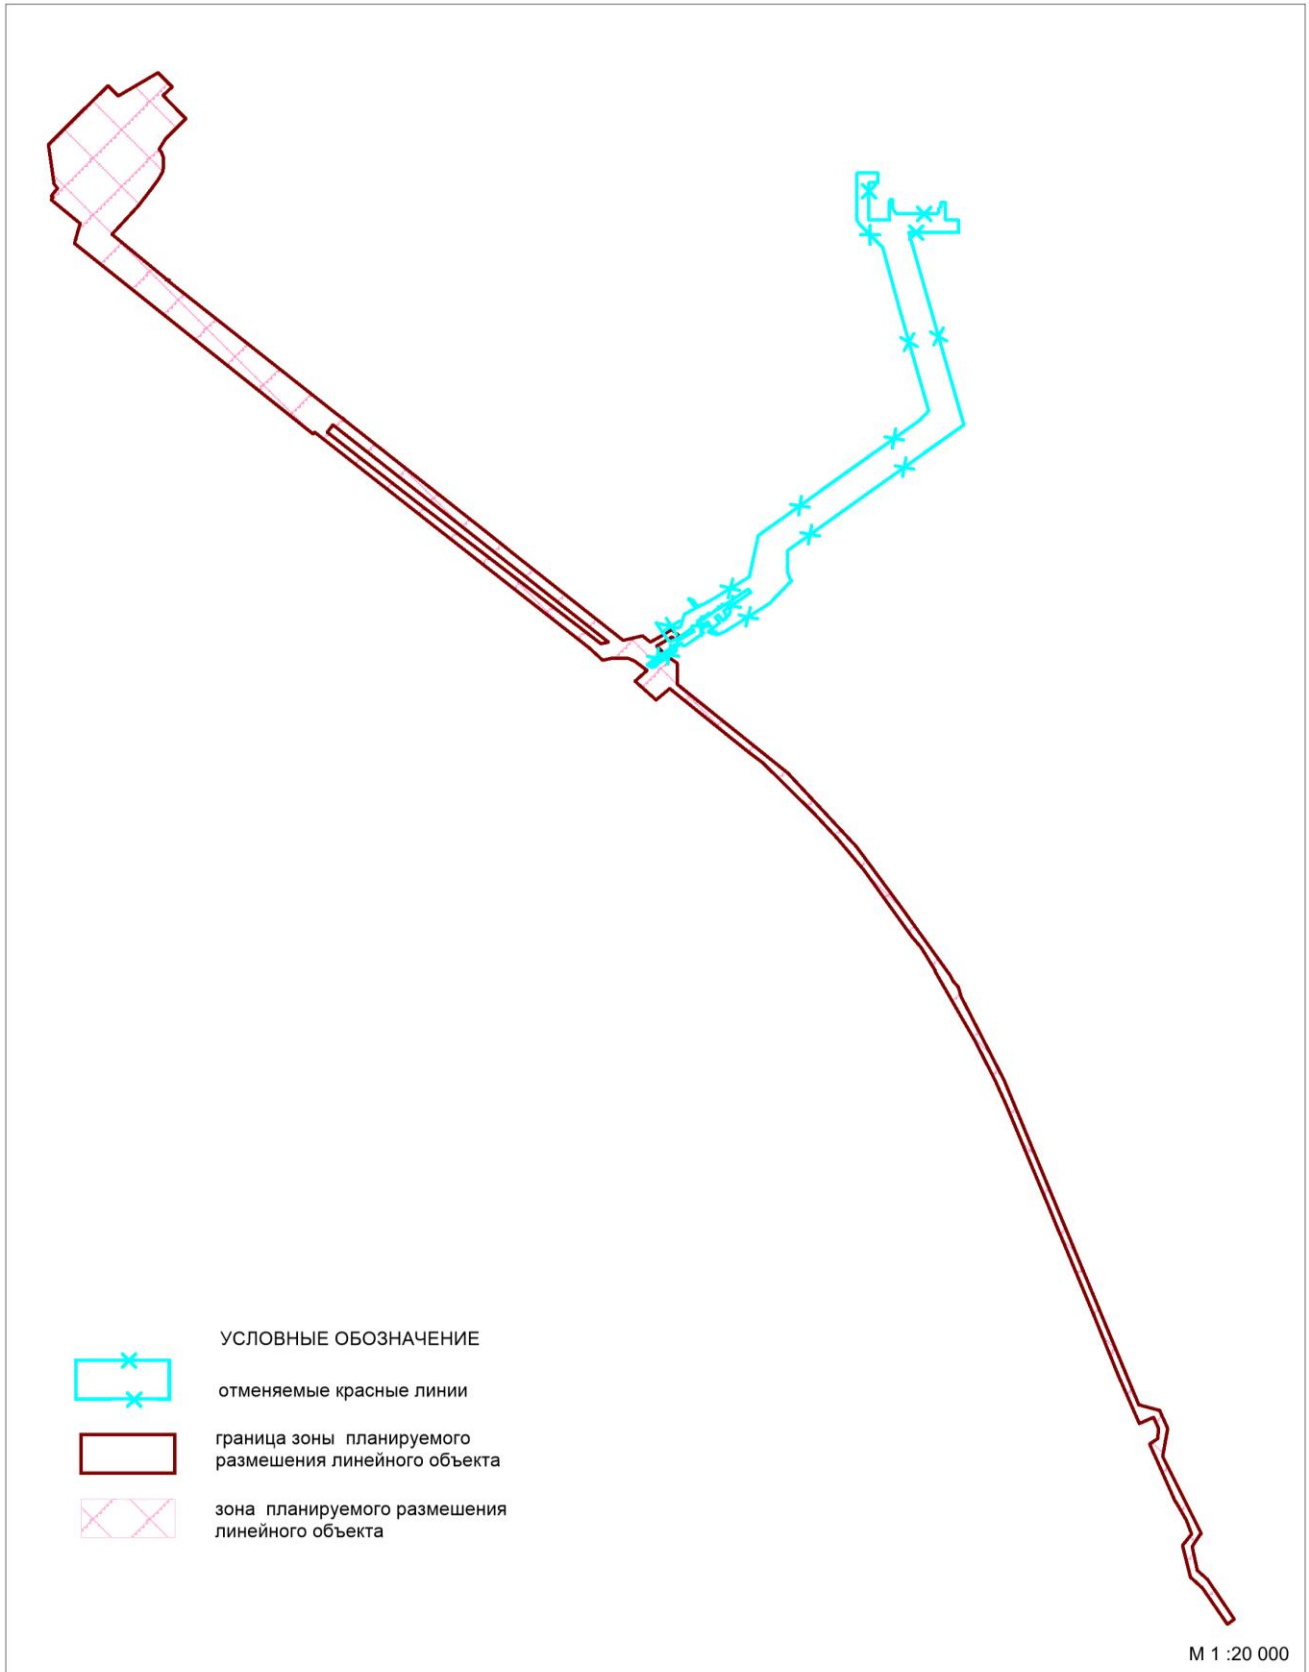 УСЛОВНЫЕ ОБОЗНАЧЕНИЕ
отменяемые красные линии
граница зоны планируемого
размешения линейного объекта
зона планируемого размешения
линейного объекта
М 1 :20 000